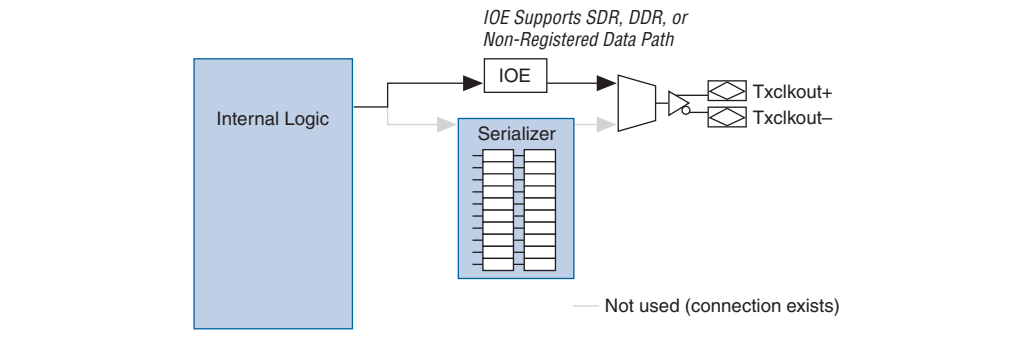 IOE Supports SDR, DDR, or
Non-Registered Data Path
IOE
Internal Logic
Txclkout+
Txclkout–
Serializer
Not used (connection exists)